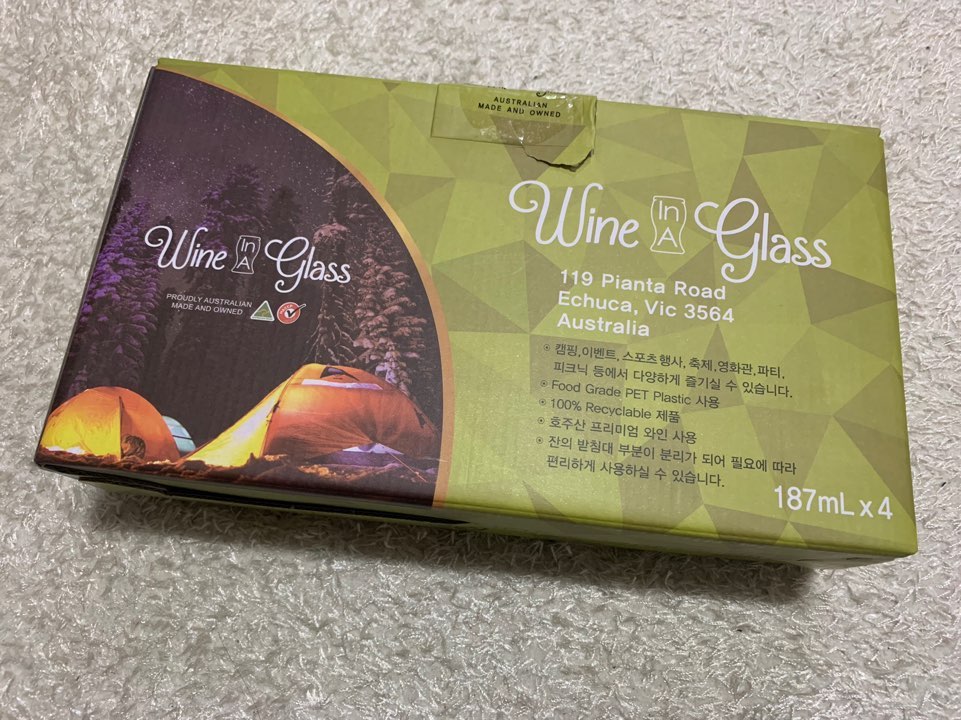 AUSTRALIAN
MADE AND OWNED
Wine In A Glass
PROUDLY AUSTRALIAN
MADE AND OWNED
Wine In A Glass
119 Pianta Road
Echuca, Vic 3564
Australia
⊙ 캠핑,이벤트, 스포츠행사, 축제,영화관,파티,
피크닉 등에서 다양하게 즐기실 수 있습니다.
⊙ Food Grade PET Plastic 사용
⊙ 100% Recyclable 제품
⊙ 호주산 프리미엄 와인 사용
⊙ 잔의 받침대 부분이 분리가 되어 필요에 따라
편리하게 사용하실 수 있습니다.
187mL x 4